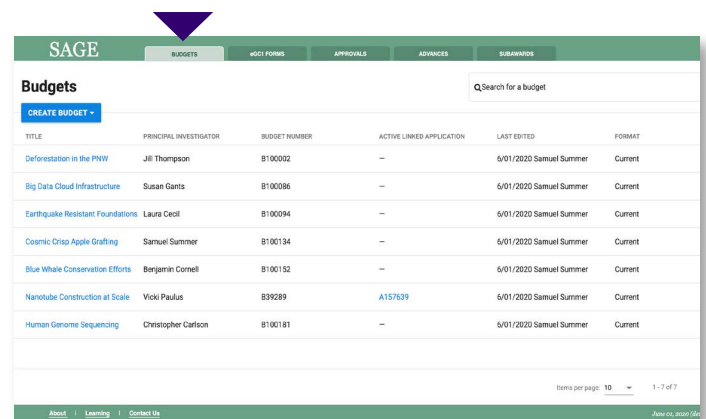 SAGE
BUDGETS eGC1 FORMS APPROVALS ADVANCES SUBAWARDS
Budgets
Search for a budget
CREATE BUDGET
TITLE PRINCIPAL INVESTIGATOR BUDGET NUMBER ACTIVE LINKED APPLICATION LAST EDITED FORMAT
Deforestation in the PNW Jill Thompson B100002 — 6/01/2020 Samuel Summer Current
Big Data Cloud Infrastructure Susan Gants B100086 — 6/01/2020 Samuel Summer Current
Earthquake Resistant Foundations Laura Cecil B100094 — 6/01/2020 Samuel Summer Current
Cosmic Crisp Apple Grafting Samuel Summer B100134 — 6/01/2020 Samuel Summer Current
Blue Whale Conservation Efforts Benjamin Cornell B100152 — 6/01/2020 Samuel Summer Current
Nanotube Construction at Scale Vicki Paulus B39289 A157639 6/01/2020 Samuel Summer Current
Human Genome Sequencing Christopher Carlson B100181 — 6/01/2020 Samuel Summer Current
Items per page: 10 1 - 7 of 7
About | Learning | Contact Us June 01, 2020